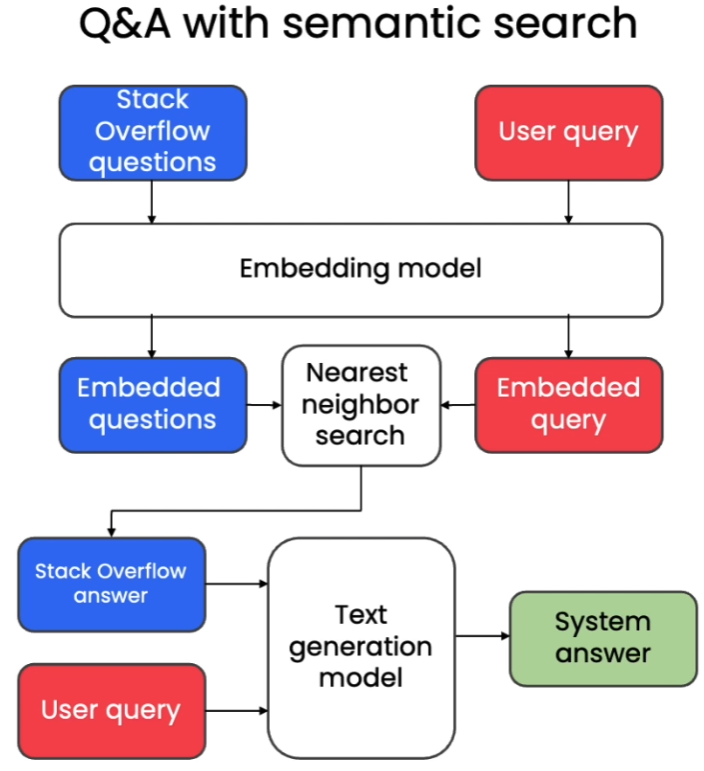 Q&A with semantic search
Stack
Overflow
questions
User query
Embedding model
Embedded
questions
Nearest
neighbor
search
Embedded
query
Stack Overflow
answer
User query
Text
generation
model
System
answer